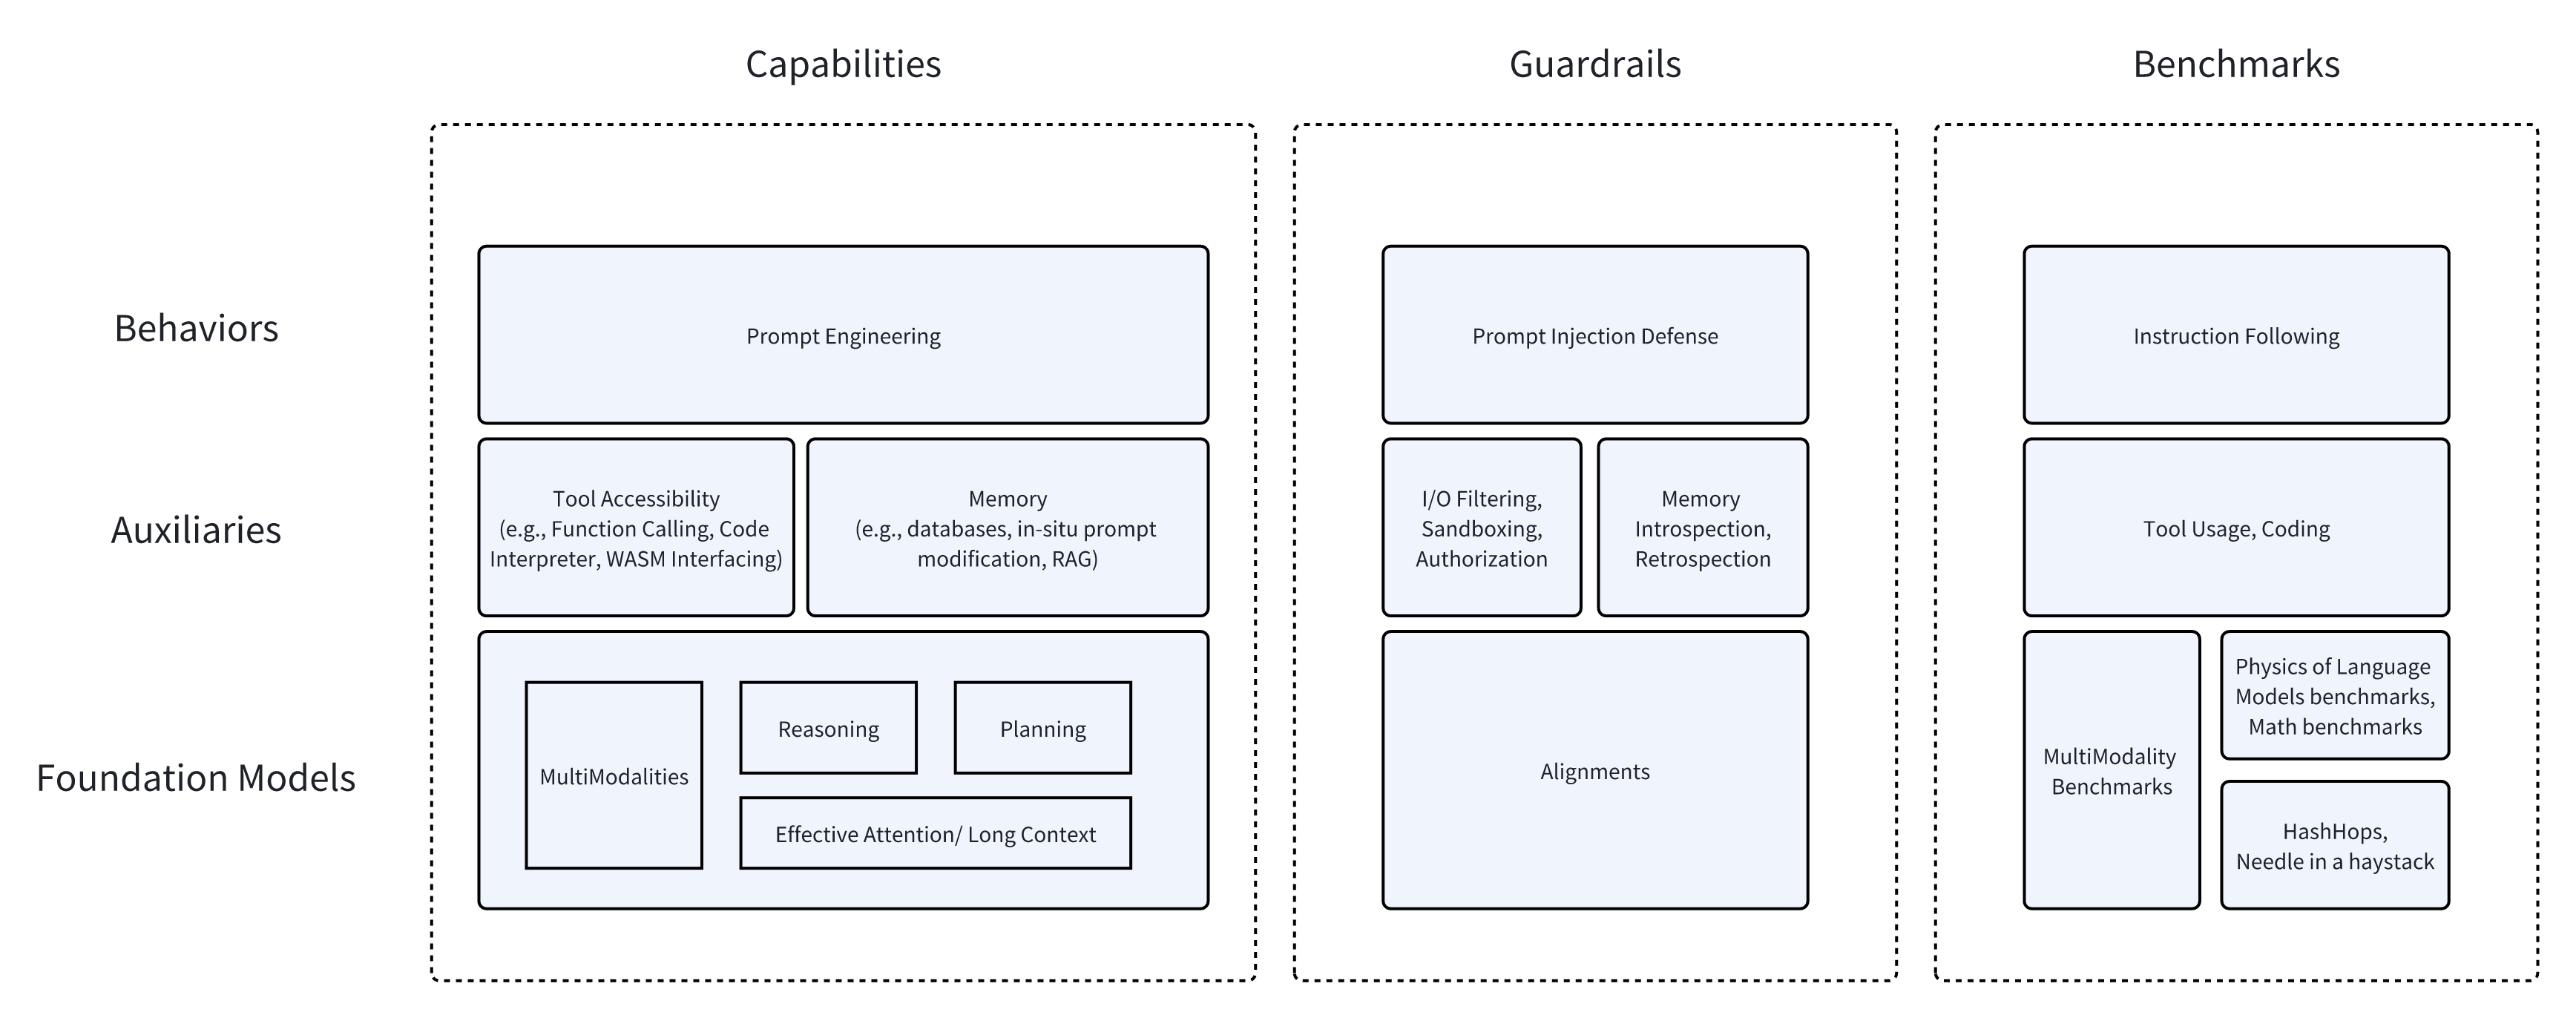 Capabilities
Guardrails
Benchmarks
Behaviors
Prompt Engineering
Prompt Injection Defense
Instruction Following
Auxiliaries
Tool Accessibility
(e.g., Function Calling, Code
Interpreter, WASM Interfacing)
Memory
(e.g., databases, in-situ prompt
modification, RAG)
I/O Filtering,
Sandboxing,
Authorization
Memory
Introspection,
Retrospection
Tool Usage, Coding
Foundation Models
MultiModalities
Reasoning
Planning
Effective Attention/ Long Context
Alignments
MultiModality
Benchmarks
Physics of Language
Models benchmarks,
Math benchmarks
HashHops,
Needle in a haystack